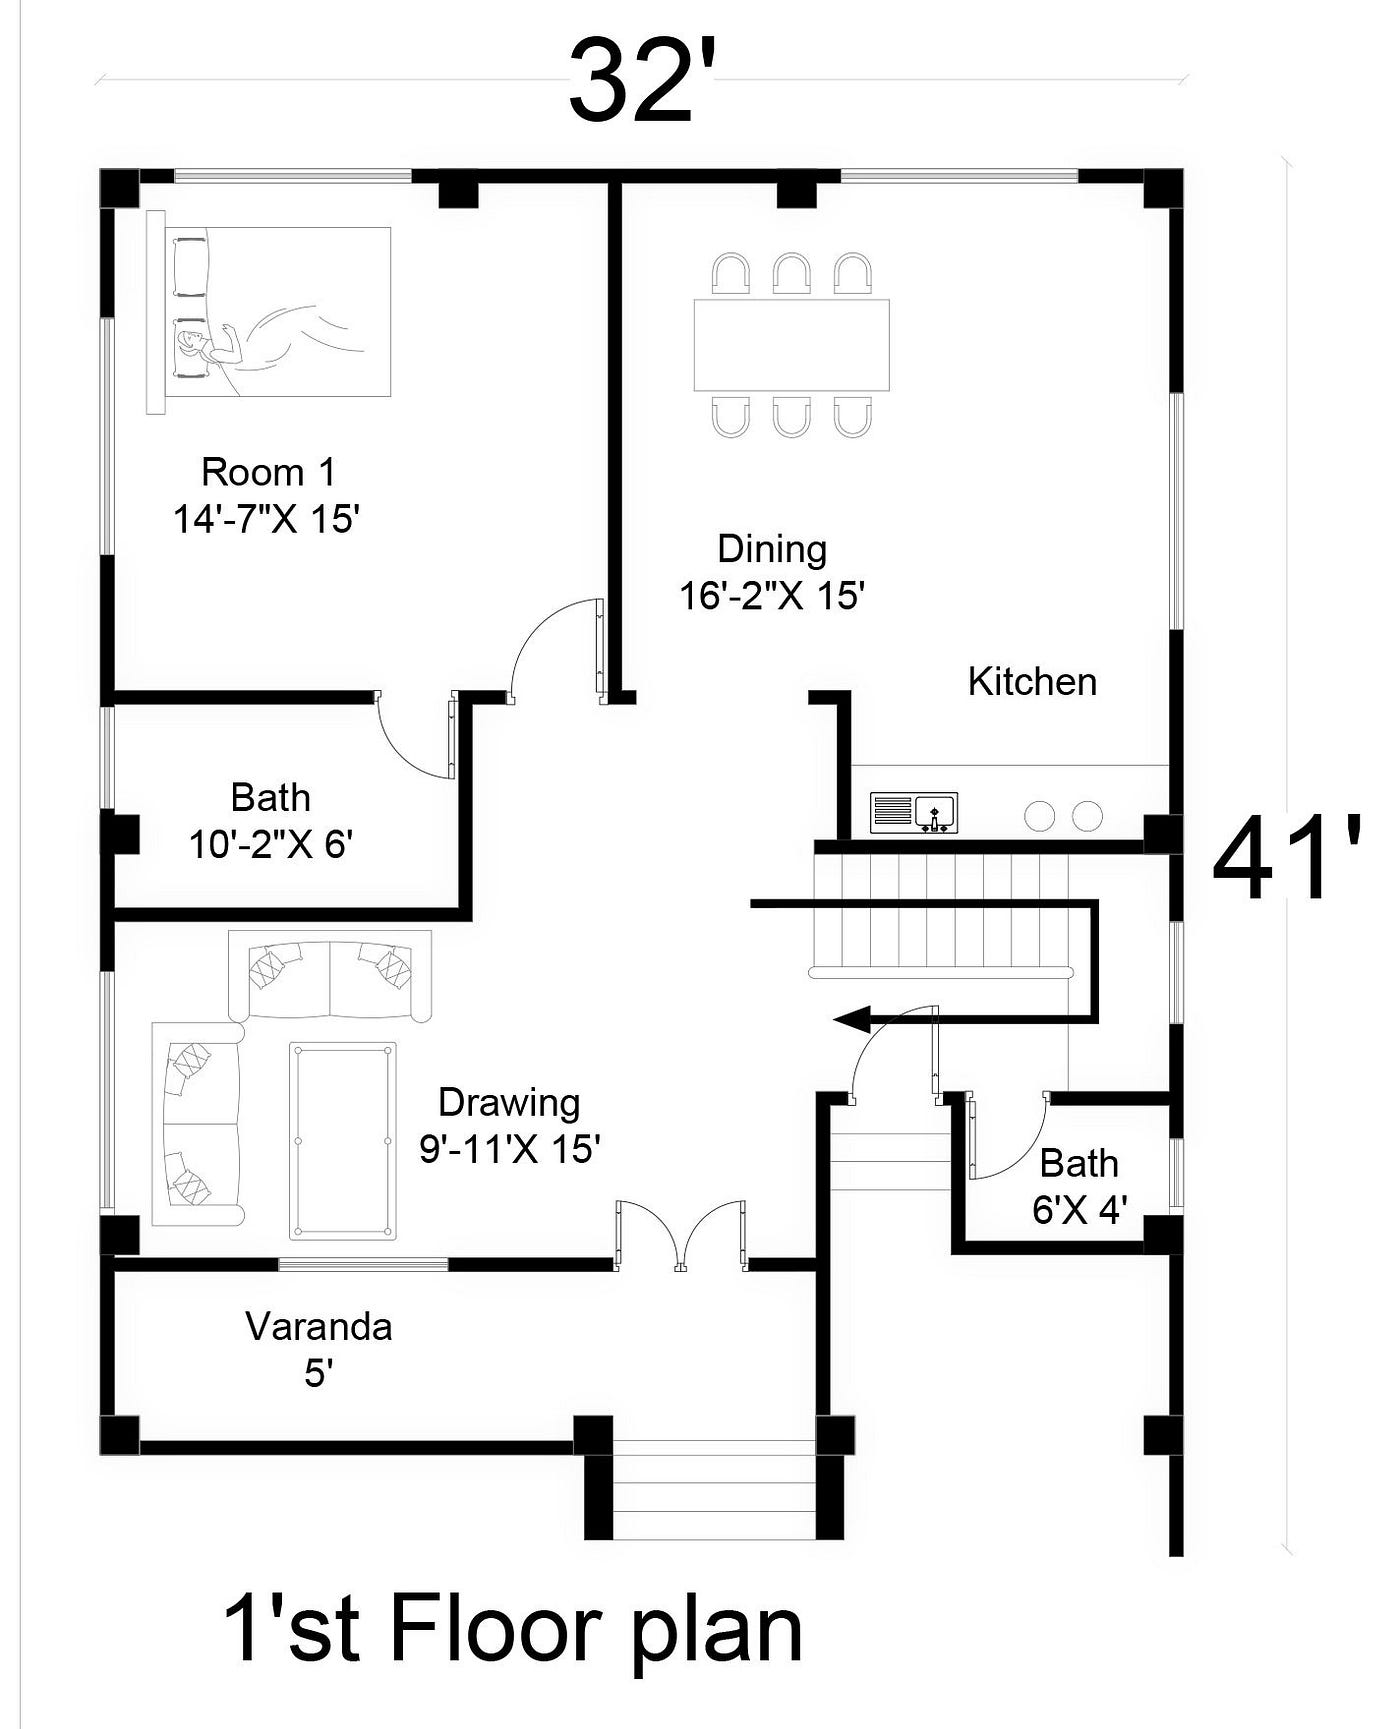 32'
Room 1
14'-7"X 15'
Dining
16'-2"X 15'
Kitchen
Bath
10'-2"X 6'
41'
Drawing
9'-11'X 15'
Bath
6'X 4'
Varanda
5'
1'st Floor plan